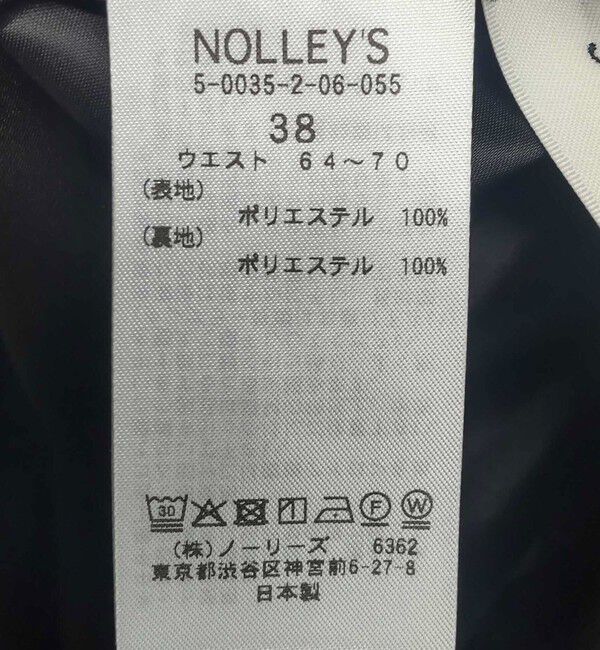 NOLLEY'S
5-0035-2-06-055
38
ウエスト 64~70
(表地)
ポリエステル 100%
(裏地)
ポリエステル 100%
30 F W
(株)ノーリーズ 6362
東京都渋谷区神宮前6-27-8
日本製